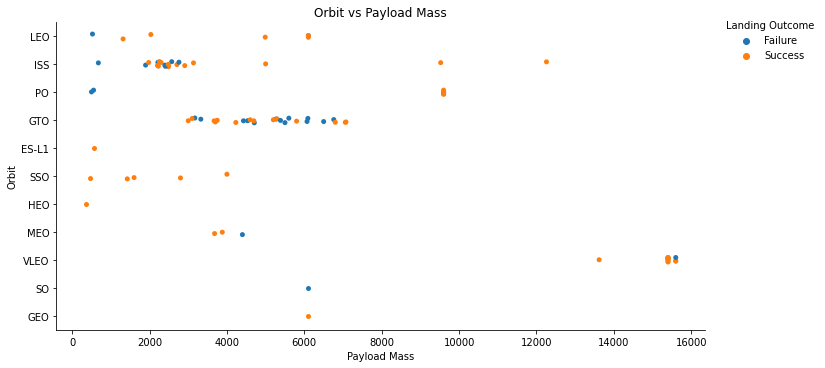 Orbit vs Payload Mass
Landing Outcome
Failure
Success
Orbit
LEO
ISS
PO
GTO
ES-L1
SSO
HEO
MEO
VLEO
SO
GEO
0 2000 4000 6000 8000 10000 12000 14000 16000
Payload Mass